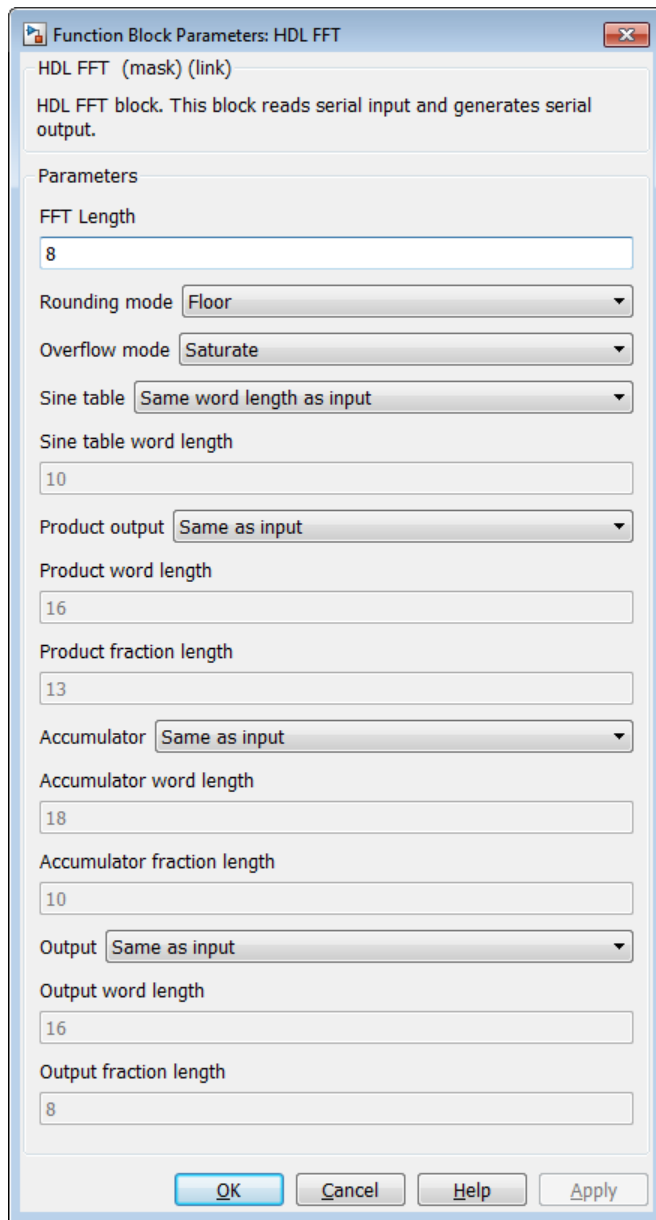 Function Block Parameters: HDL FFT
HDL FFT (mask) (link)
HDL FFT block. This block reads serial input and generates serial
output.
Parameters
FFT Length
8
Rounding mode Floor
Overflow mode Saturate
Sine table Same word length as input
Sine table word length
10
Product output Same as input
Product word length
16
Product fraction length
13
Accumulator Same as input
Accumulator word length
18
Accumulator fraction length
10
Output Same as input
Output word length
16
Output fraction length
8
OK Cancel Help Apply